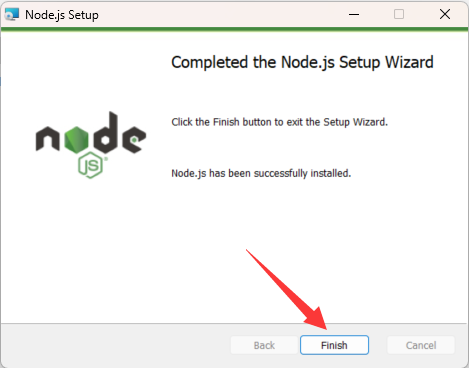 Node.js Setup
Completed the Node.js Setup Wizard
Click the Finish button to exit the Setup Wizard.
node
JS
Node.js has been successfully installed.
Back
Finish
Cancel